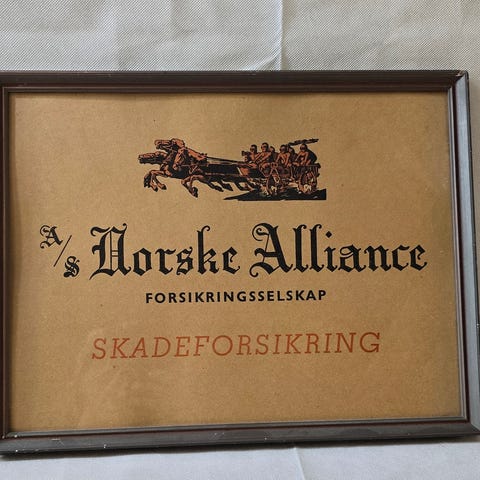 A/S Norske Alliance
FORSIKRINGSSELSKAP
SKADEFORSIKRING